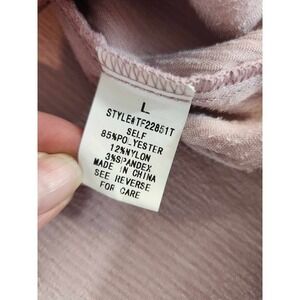 L
STYLE#TF22851T
SELF
85%POLYESTER
12%NYLON
3%SPANDEX
MADE IN CHINA
SEE REVERSE
FOR CARE